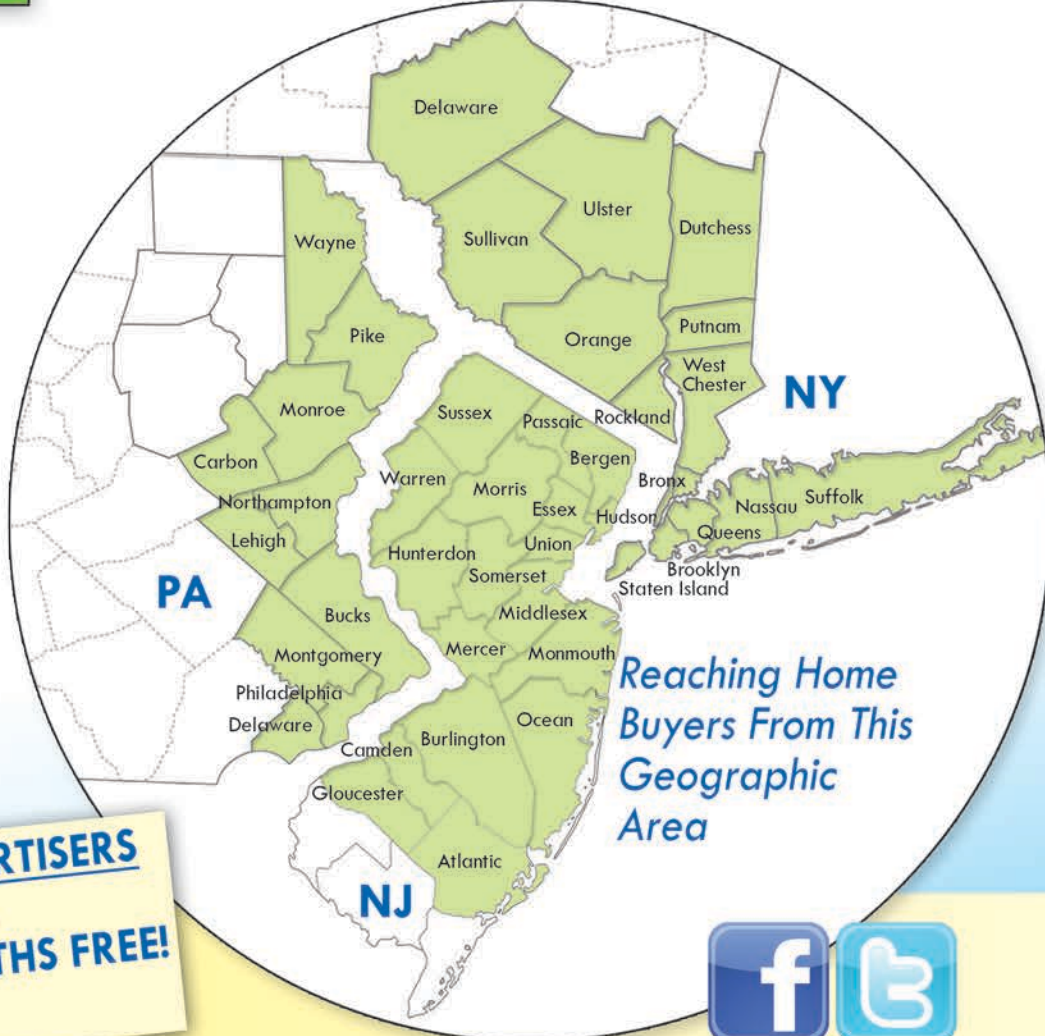 Delaware
Ulster
Dutchess
Sullivan
Wayne
Putnam
Pike
Orange
West
Chester
NY
Monroe
Sussex
Passaic
Rockland
Bergen
Carbon
Warren
Morris
Bronx
Northampton
Essex
Hudson
Nassau
Suffolk
Lehigh
Hunterdon
Union
Queens
Somerset
Brooklyn
Staten Island
PA
Bucks
Middlesex
Montgomery
Mercer
Monmouth
Philadelphia
Delaware
Ocean
Camden
Burlington
Gloucester
Atlantic
NJ
Reaching Home
Buyers From This
Geographic
Area
RTISERS
THS FREE!
f
t